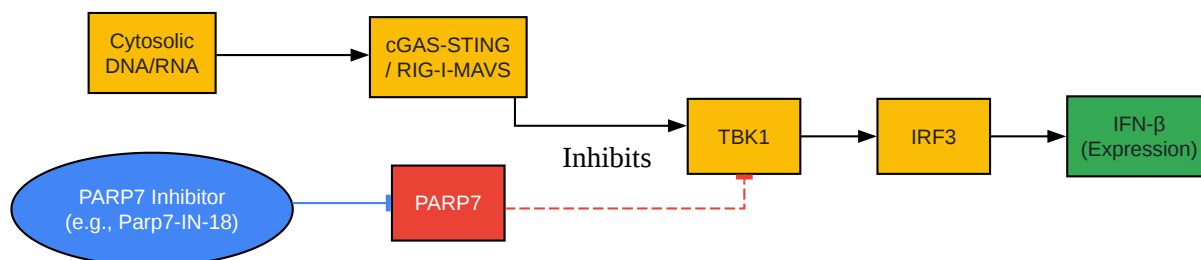 Cytosolic
DNA/RNA
cGAS-STING
/ RIG-I-MAVS
TBK1
IRF3
IFN-β
(Expression)
Inhibits
PARP7 Inhibitor
(e.g., Parp7-IN-18)
PARP7